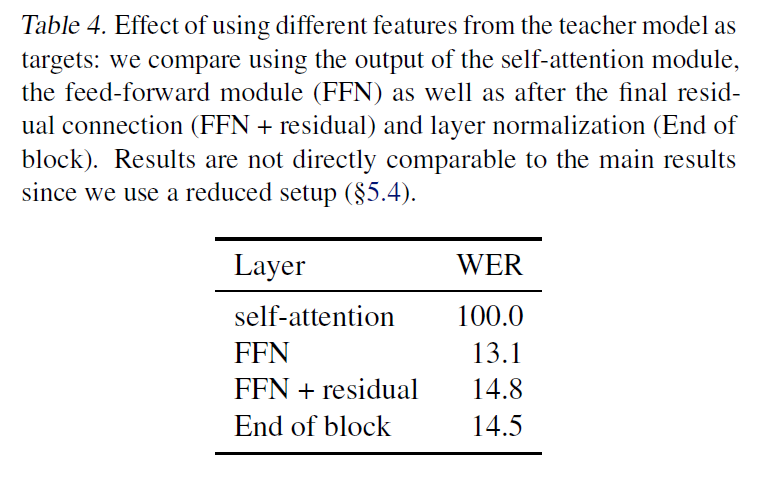 Table 4. Effect of using different features from the teacher model as
targets: we compare using the output of the self-attention module,
the feed-forward module (FFN) as well as after the final resid-
ual connection (FFN + residual) and layer normalization (End of
block). Results are not directly comparable to the main results
since we use a reduced setup (§5.4).
Layer WER
self-attention 100.0
FFN 13.1
FFN + residual 14.8
End of block 14.5